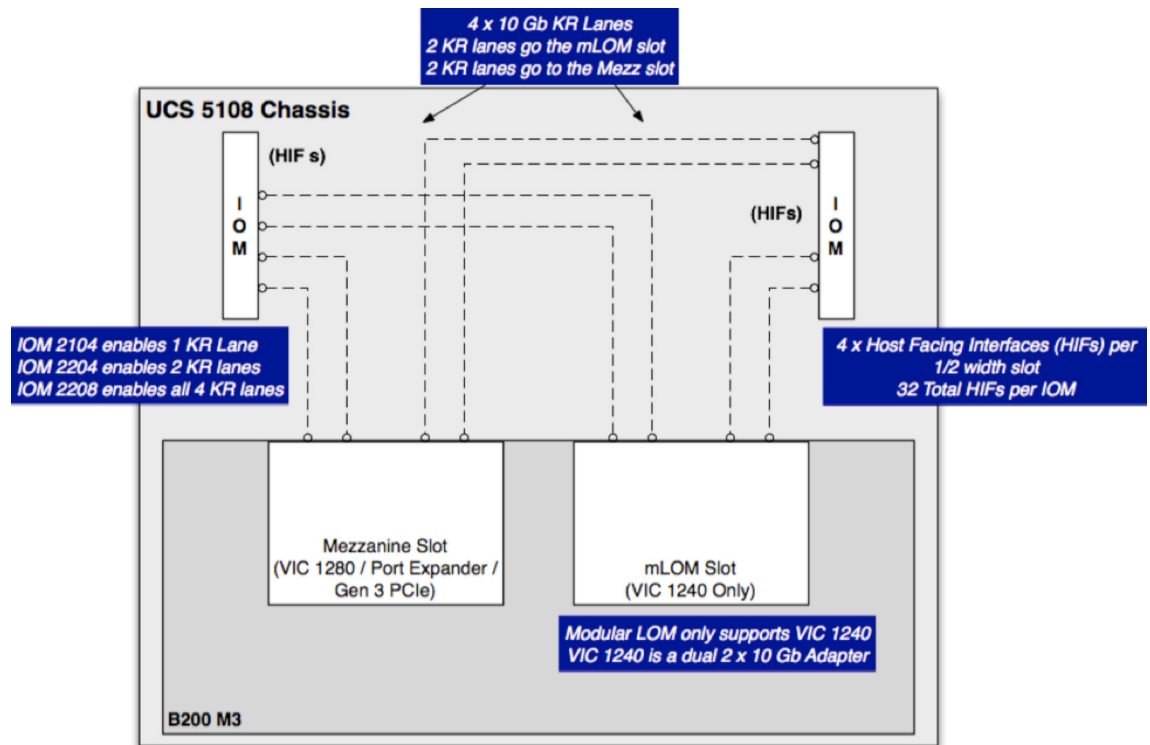 4 x 10 Gb KR Lanes
2 KR lanes go the mLOM slot
2 KR lanes go to the Mezz slot
UCS 5108 Chassis
(HIF s)
I
O
M
(HIFs)
I
O
M
IOM 2104 enables 1 KR Lane
IOM 2204 enables 2 KR lanes
IOM 2208 enables all 4 KR lanes
4 x Host Facing Interfaces (HIFs) per
1/2 width slot
32 Total HIFs per IOM
Mezzanine Slot
(VIC 1280 / Port Expander /
Gen 3 PCIe)
mLOM Slot
(VIC 1240 Only)
Modular LOM only supports VIC 1240
VIC 1240 is a dual 2 x 10 Gb Adapter
B200 M3